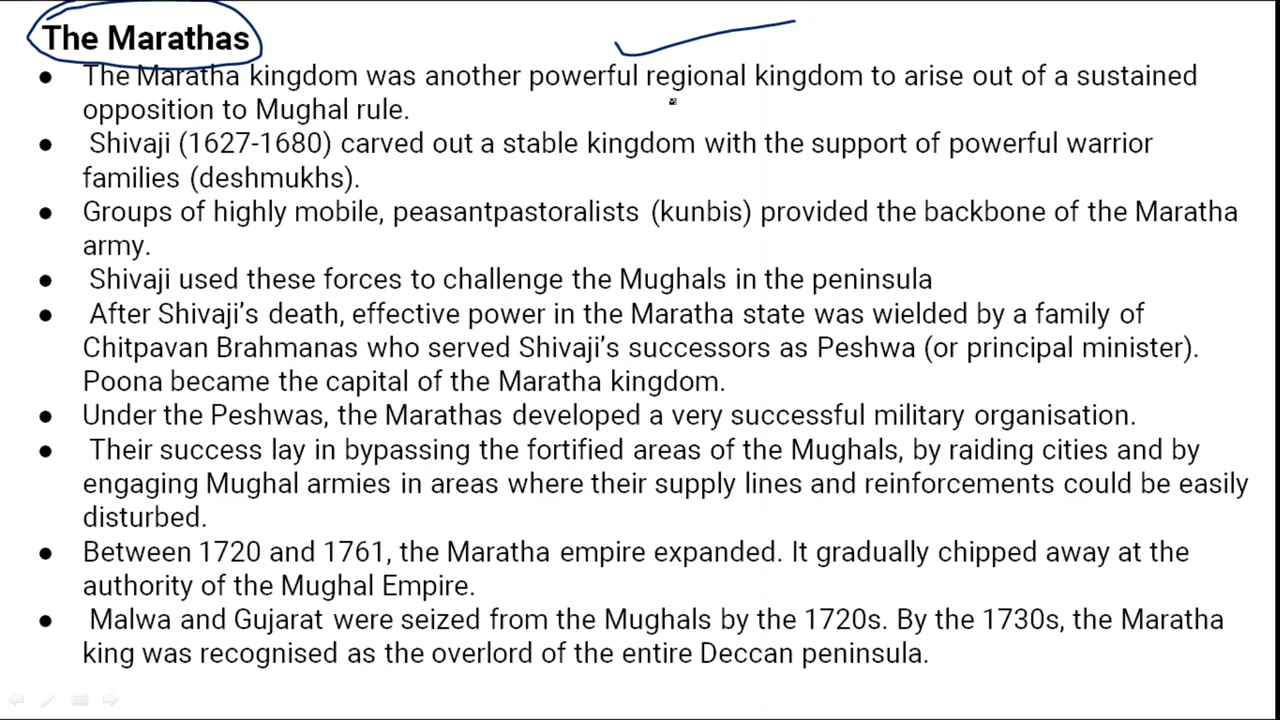 The Marathas
● The Maratha kingdom was another powerful regional kingdom to arise out of a sustained
opposition to Mughal rule.
● Shivaji (1627-1680) carved out a stable kingdom with the support of powerful warrior
families (deshmukhs).
● Groups of highly mobile, peasantpastoralists (kunbis) provided the backbone of the Maratha
army.
● Shivaji used these forces to challenge the Mughals in the peninsula
● After Shivaji’s death, effective power in the Maratha state was wielded by a family of
Chitpavan Brahmanas who served Shivaji’s successors as Peshwa (or principal minister).
Poona became the capital of the Maratha kingdom.
● Under the Peshwas, the Marathas developed a very successful military organisation.
● Their success lay in bypassing the fortified areas of the Mughals, by raiding cities and by
engaging Mughal armies in areas where their supply lines and reinforcements could be easily
disturbed.
● Between 1720 and 1761, the Maratha empire expanded. It gradually chipped away at the
authority of the Mughal Empire.
● Malwa and Gujarat were seized from the Mughals by the 1720s. By the 1730s, the Maratha
king was recognised as the overlord of the entire Deccan peninsula.